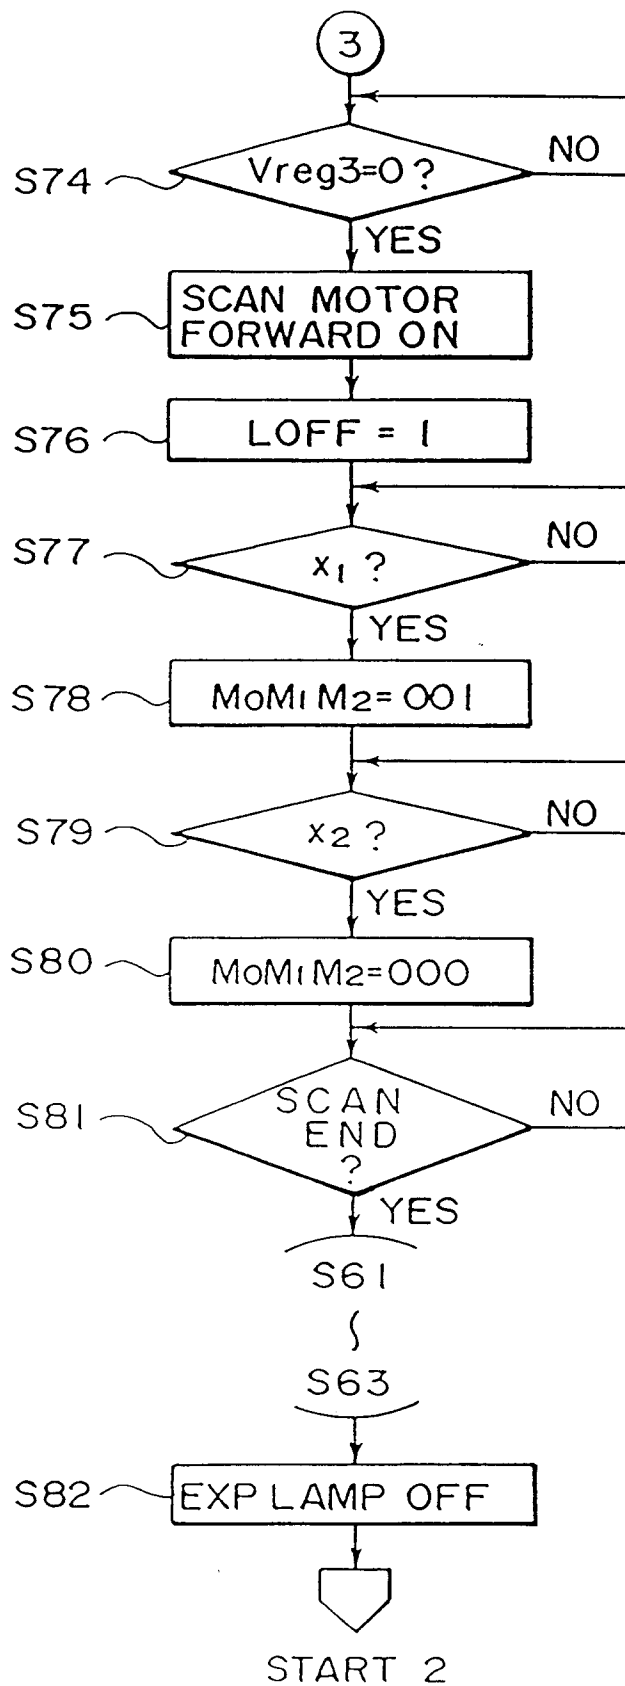 3
S74
Vreg3=0?
NO
YES
S75
SCAN MOTOR
FORWARD ON
S76
LOFF = 1
S77
x1 ?
NO
YES
S78
M0M1M2=001
S79
x2 ?
NO
YES
S80
M0M1M2=000
S81
SCAN
END
?
NO
YES
S61
S63
S82
EXP LAMP OFF
START 2